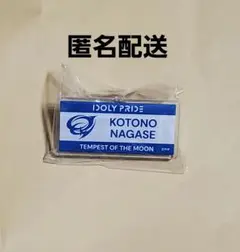 匿名配送
IDOLY PRIDE
KOTONO
NAGASE
TEMPEST OF THE MOON